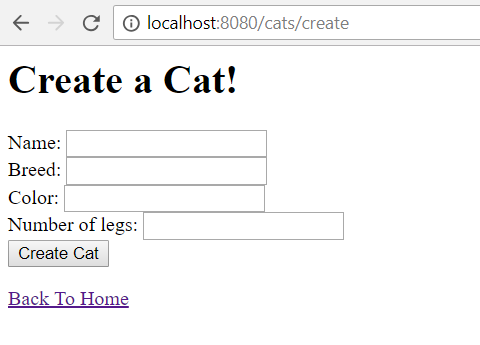 localhost:8080/cats/create
Create a Cat!
Name:
Breed:
Color:
Number of legs:
Create Cat
Back To Home